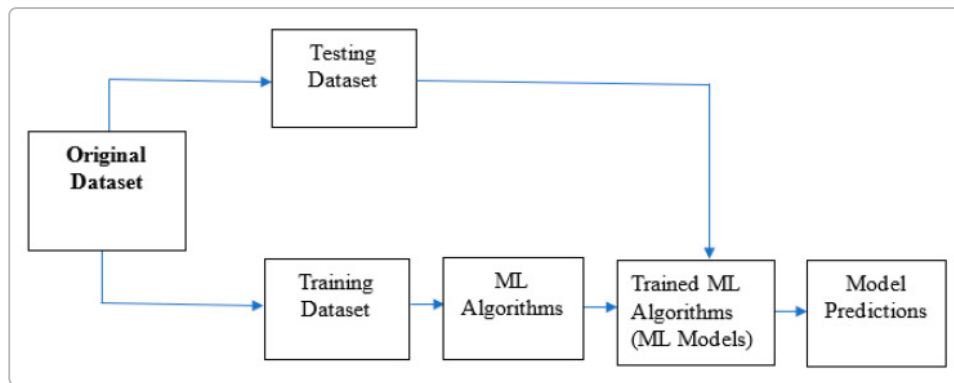 Testing
Dataset
Original
Dataset
Training
Dataset
ML
Algorithms
Trained ML
Algorithms
(ML Models)
Model
Predictions